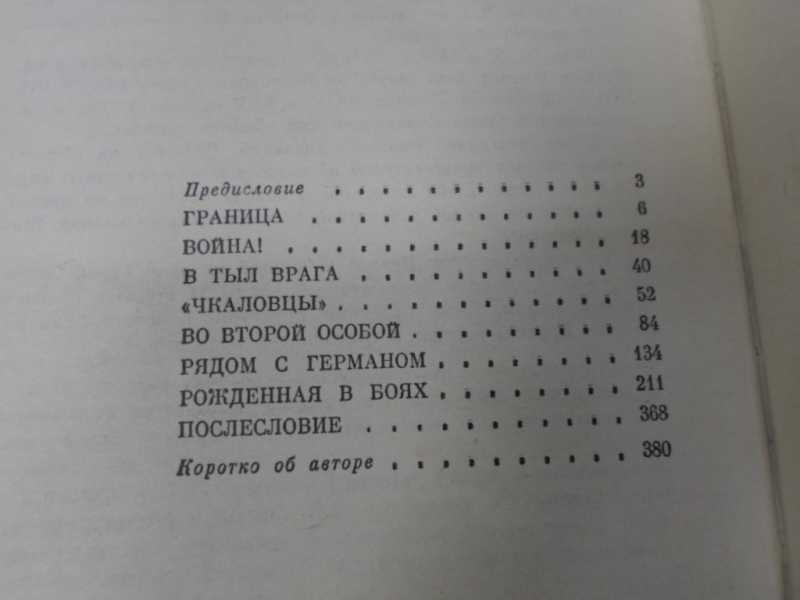 Предисловие . . . . . . . . . . . . 3
ГРАНИЦА . . . . . . . . . . . . . 6
ВОЙНА! . . . . . . . . . . . . . . 18
В ТЫЛ ВРАГА . . . . . . . . . . . 40
«ЧКАЛОВЦЫ» . . . . . . . . . . . . 52
ВО ВТОРОЙ ОСОБОЙ . . . . . . . . . 84
РЯДОМ С ГЕРМАНОМ . . . . . . . . 134
РОЖДЕННАЯ В БОЯХ . . . . . . . . 211
ПОСЛЕСЛОВИЕ . . . . . . . . . . . 368
Коротко об авторе . . . . . . . . . . 380